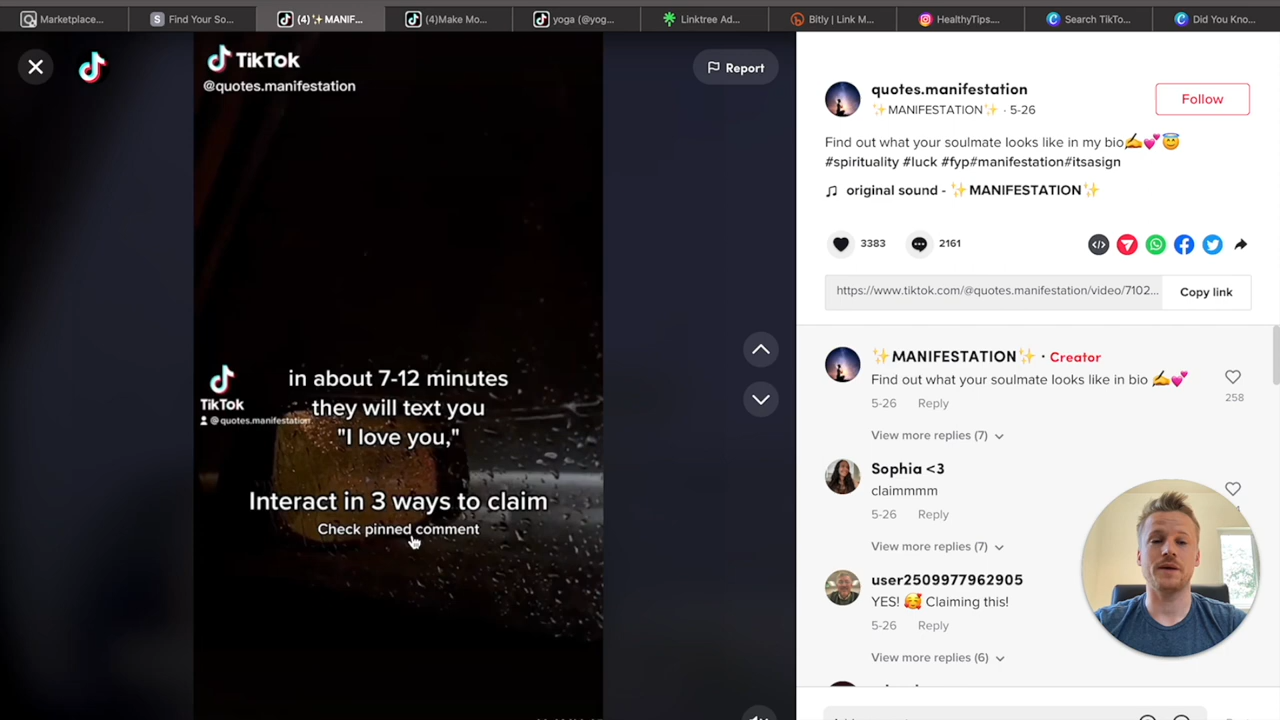 Marketplace...
Find Your So...
(4)✨ MANIF...
(4)Make Mo...
yoga (@yog...
Linktree Ad...
Bitly | Link M...
HealthyTips....
Search TikTo...
Did You Kno...
TikTok
@quotes.manifestation
Report
in about 7-12 minutes
they will text you
"I love you,"
TikTok
@quotes.manifestation
Interact in 3 ways to claim
Check pinned comment
quotes.manifestation
✨MANIFESTATION✨ · 5-26
Follow
Find out what your soulmate looks like in my bio✍️💕😇
#spirituality #luck #fyp#manifestation#itsasign
original sound - ✨MANIFESTATION✨
3383
2161
https://www.tiktok.com/@quotes.manifestation/video/7102...
Copy link
✨MANIFESTATION✨ · Creator
Find out what your soulmate looks like in bio ✍️💕
258
5-26 Reply
View more replies (7)
Sophia <3
claimmmm
5-26 Reply
View more replies (7)
user2509977962905
YES! 🥰 Claiming this!
5-26 Reply
View more replies (6)